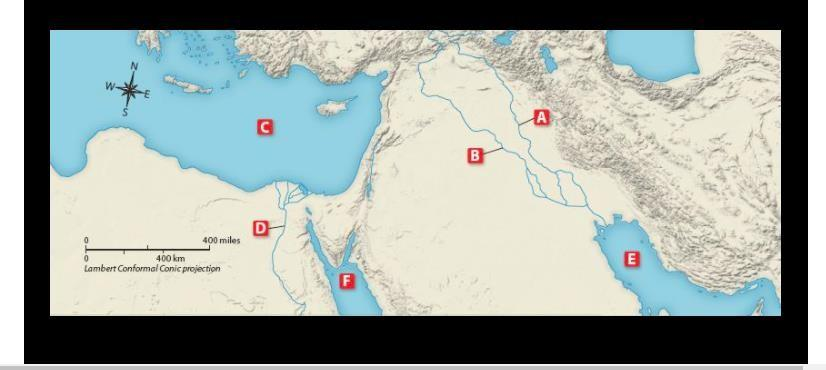 N
W E
S
C
A
B
D
0 400 miles
0 400 km
Lambert Conformal Conic projection
E
F